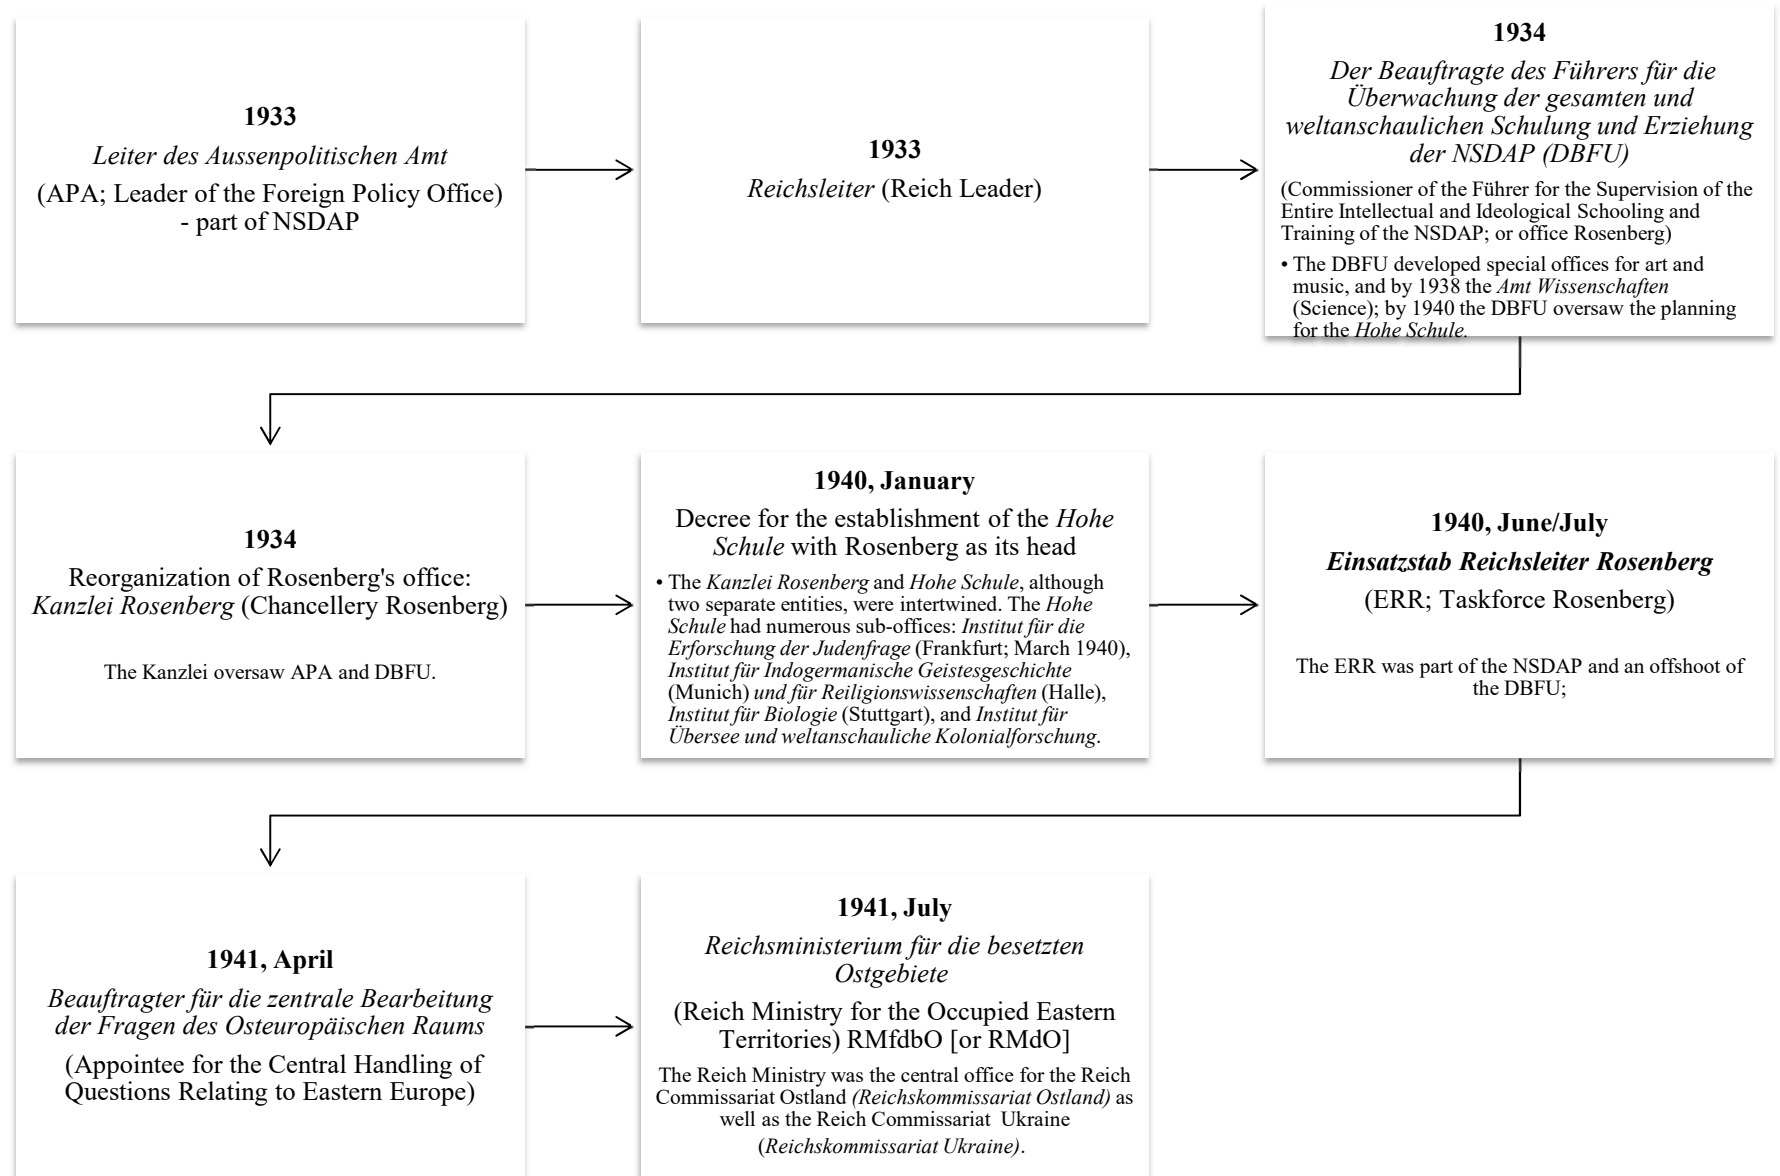 1933
Leiter des Aussenpolitischen Amt
(APA; Leader of the Foreign Policy Office)
- part of NSDAP
1933
Reichsleiter (Reich Leader)
1934
Der Beauftragte des Führers für die
Überwachung der gesamten und
weltanschaulichen Schulung und Erziehung
der NSDAP (DBFU)
(Commissioner of the Führer for the Supervision of the
Entire Intellectual and Ideological Schooling and
Training of the NSDAP; or office Rosenberg)
• The DBFU developed special offices for art and
music, and by 1938 the Amt Wissenschaften
(Science); by 1940 the DBFU oversaw the planning
for the Hohe Schule.
1934
Reorganization of Rosenberg's office:
Kanzlei Rosenberg (Chancellery Rosenberg)
The Kanzlei oversaw APA and DBFU.
1940, January
Decree for the establishment of the Hohe
Schule with Rosenberg as its head
• The Kanzlei Rosenberg and Hohe Schule, although
two separate entities, were intertwined. The Hohe
Schule had numerous sub-offices: Institut für die
Erforschung der Judenfrage (Frankfurt; March 1940),
Institut für Indogermanische Geistesgeschichte
(Munich) und für Reiligionswissenschaften (Halle),
Institut für Biologie (Stuttgart), and Institut für
Übersee und weltanschauliche Kolonialforschung.
1940, June/July
Einsatzstab Reichsleiter Rosenberg
(ERR; Taskforce Rosenberg)
The ERR was part of the NSDAP and an offshoot of
the DBFU;
1941, April
Beauftragter für die zentrale Bearbeitung
der Fragen des Osteuropäischen Raums
(Appointee for the Central Handling of
Questions Relating to Eastern Europe)
1941, July
Reichsministerium für die besetzten
Ostgebiete
(Reich Ministry for the Occupied Eastern
Territories) RMfdbO [or RMdO]
The Reich Ministry was the central office for the Reich
Commissariat Ostland (Reichskommissariat Ostland) as
well as the Reich Commissariat Ukraine
(Reichskommissariat Ukraine).